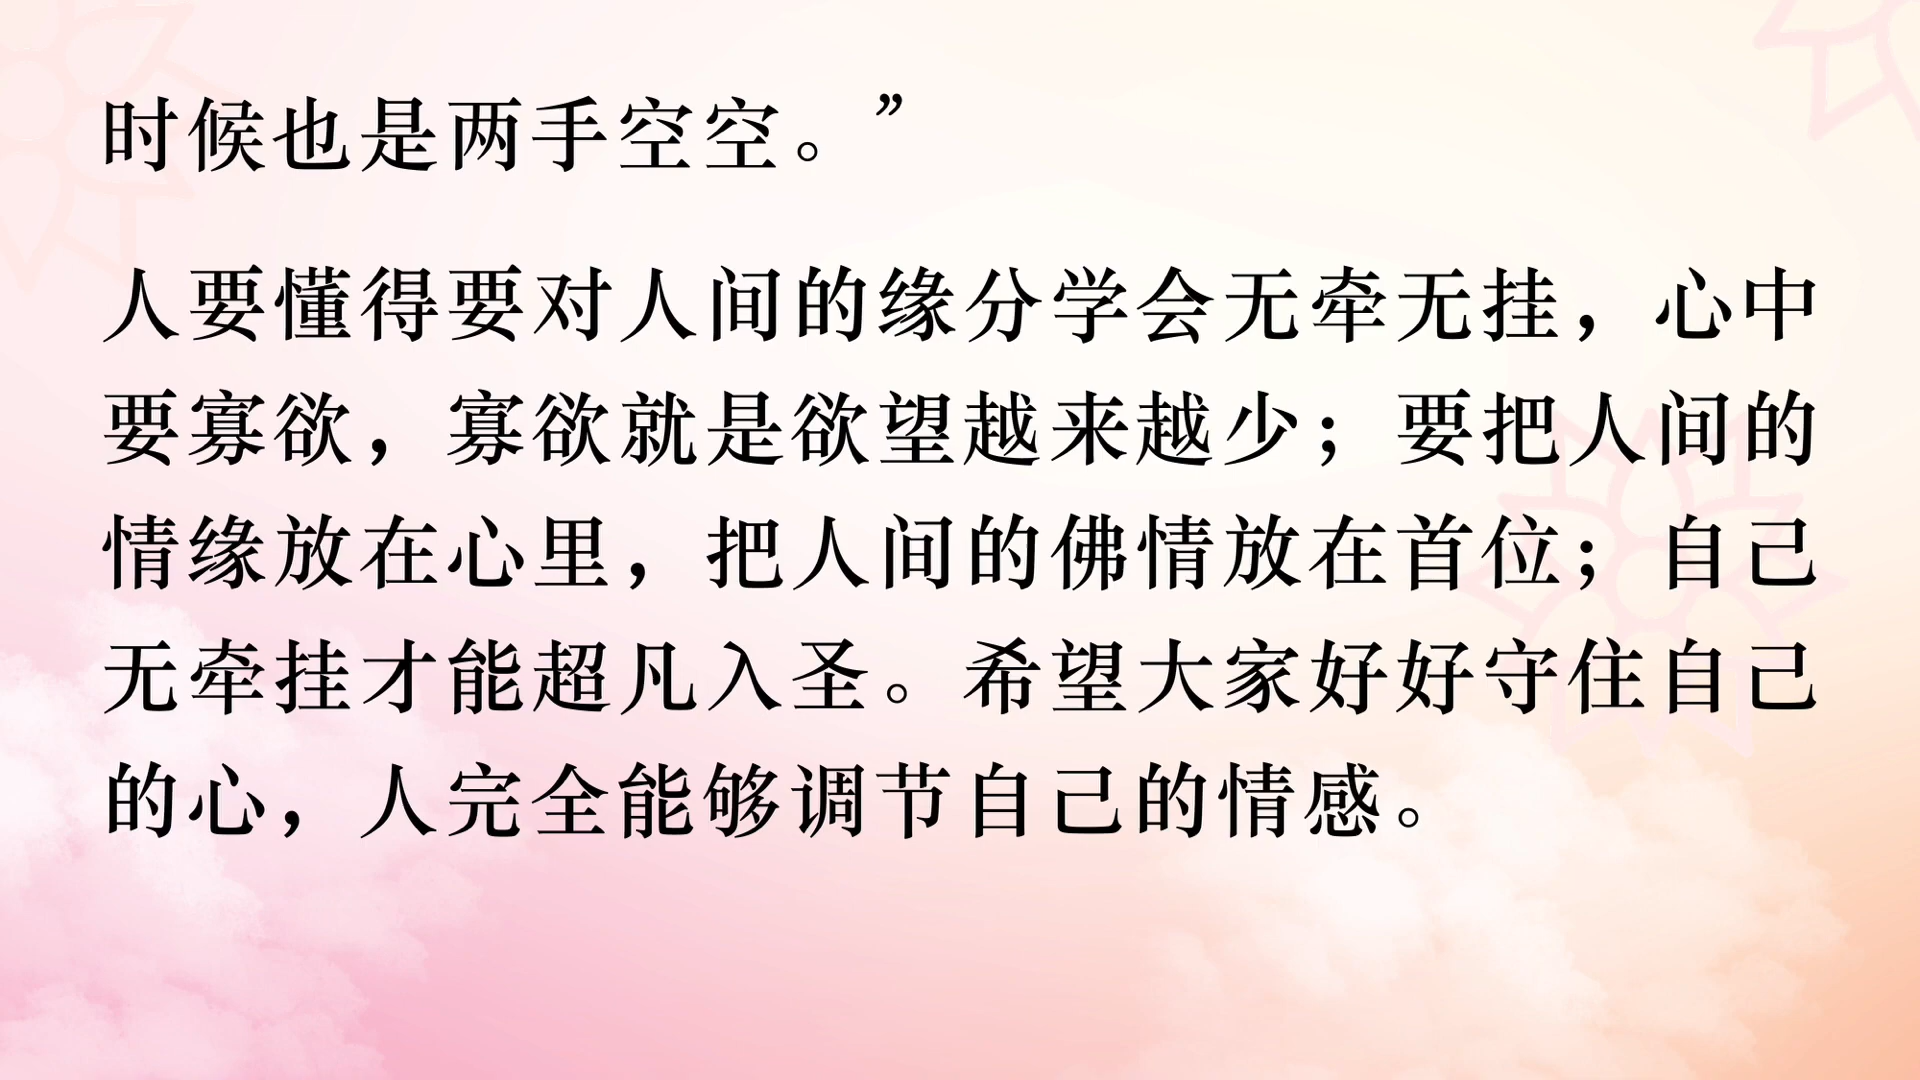 时候也是两手空空。”
人要懂得要对人间的缘分学会无牵无挂，心中
要寡欲，寡欲就是欲望越来越少；要把人间的
情缘放在心里，把人间的佛情放在首位；自己
无牵挂才能超凡入圣。希望大家好好守住自己
的心，人完全能够调节自己的情感。